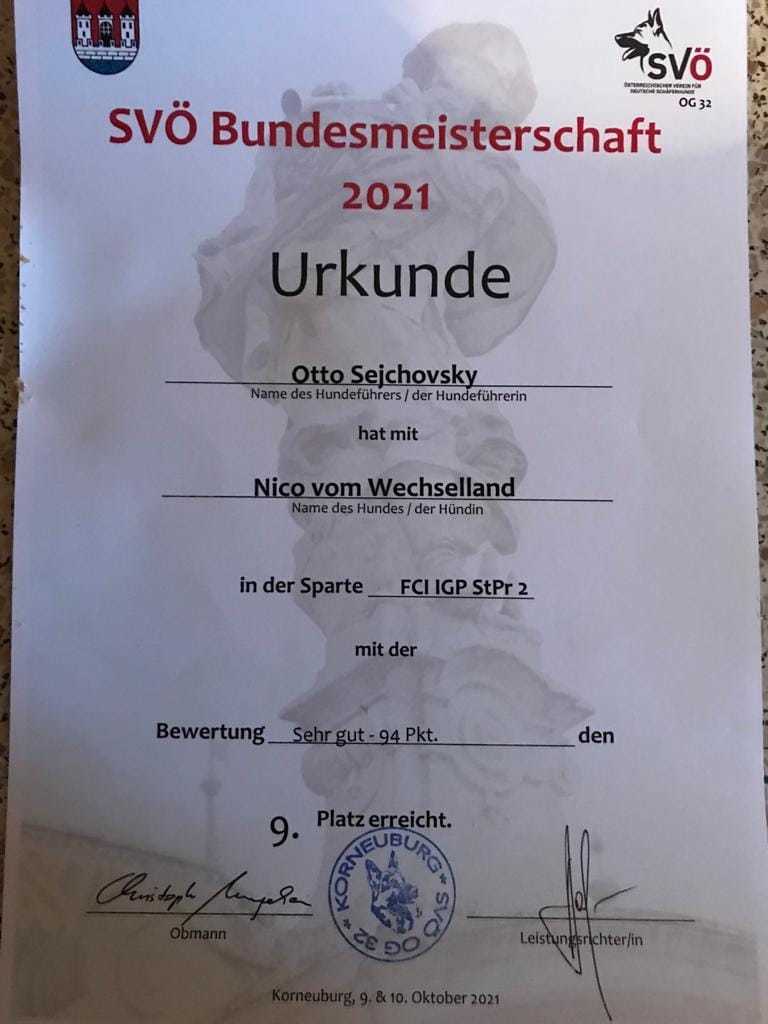 SVÖ
ÖSTERREICHISCHER VEREIN FÜR
DEUTSCHE SCHÄFERHUNDE
OG 32
SVÖ Bundesmeisterschaft
2021
Urkunde
Otto Sejchovsky
Name des Hundeführers / der Hundeführerin
hat mit
Nico vom Wechselland
Name des Hundes / der Hündin
in der Sparte FCI IGP StPr 2
mit der
Bewertung Sehr gut - 94 Pkt. den
9. Platz erreicht.
KORNEUBURG * SVÖ OG 32 *
Christoph
Obmann
Leistungsrichter/in
Korneuburg, 9. & 10. Oktober 2021